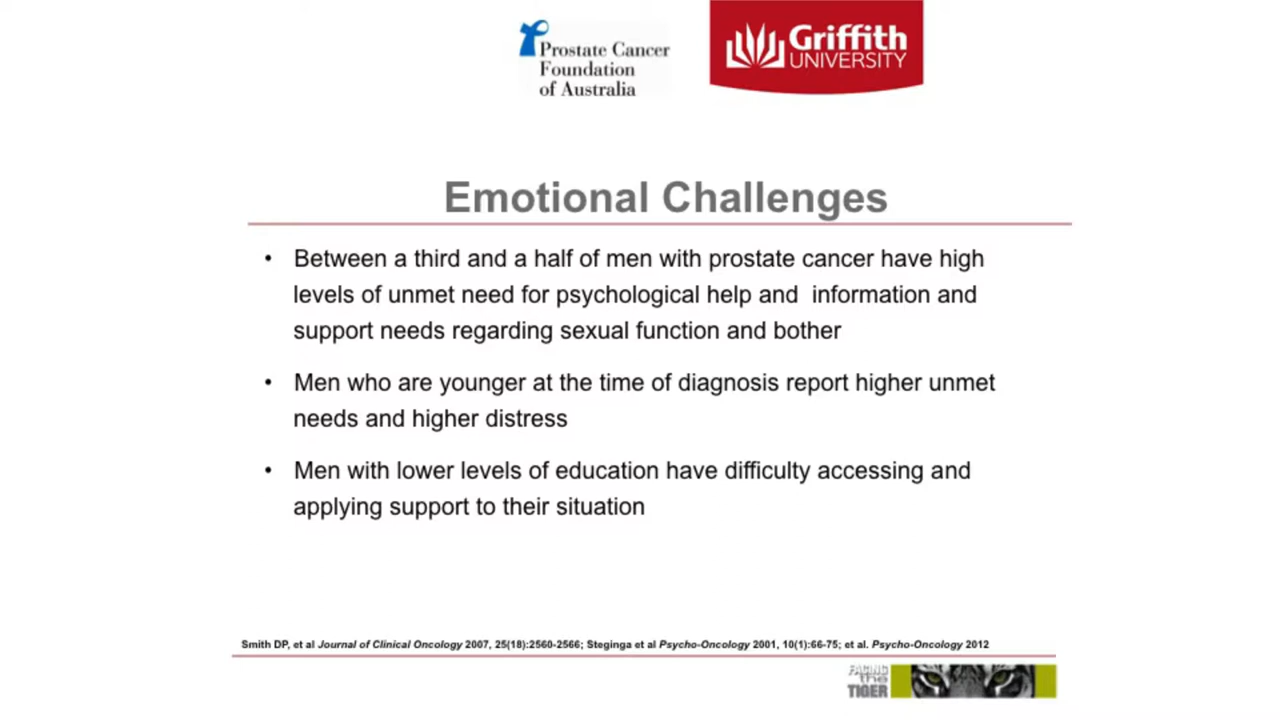 Prostate Cancer
Foundation
of Australia
Griffith
UNIVERSITY
Emotional Challenges
• Between a third and a half of men with prostate cancer have high
levels of unmet need for psychological help and  information and
support needs regarding sexual function and bother
• Men who are younger at the time of diagnosis report higher unmet
needs and higher distress
• Men with lower levels of education have difficulty accessing and
applying support to their situation
Smith DP, et al Journal of Clinical Oncology 2007, 25(18):2560-2566; Steginga et al Psycho-Oncology 2001, 10(1):66-75; et al. Psycho-Oncology 2012
FACING
the
TIGER